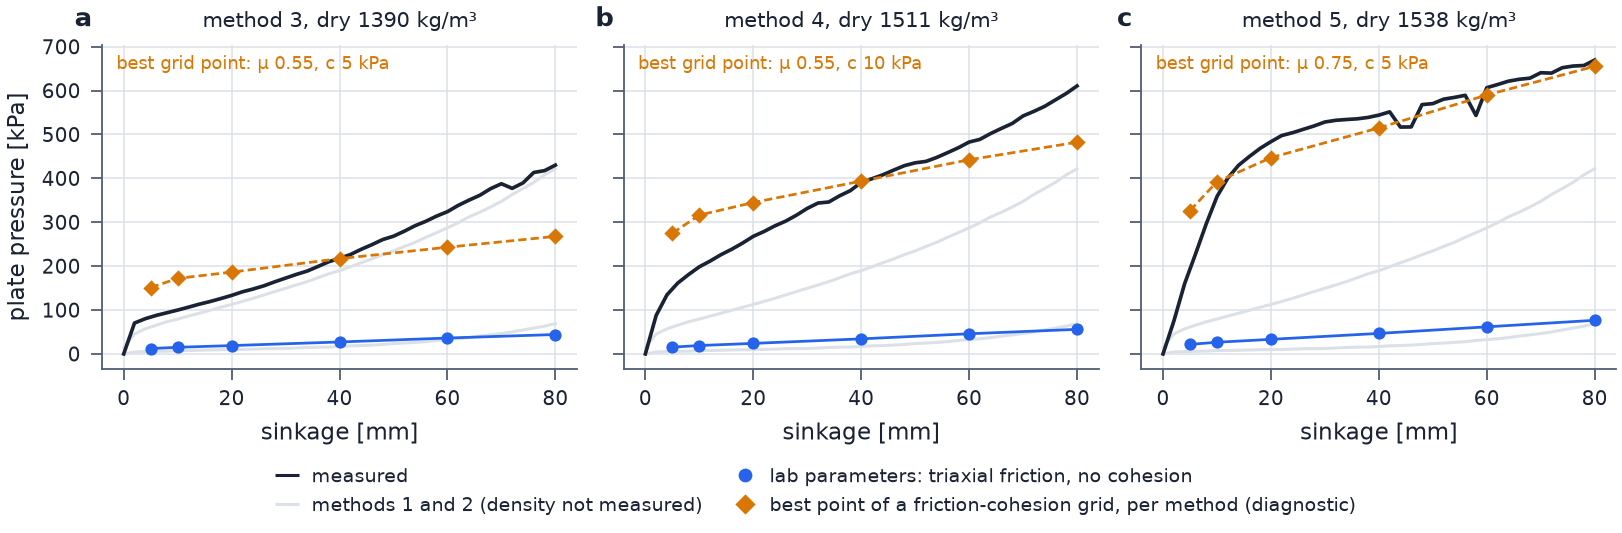 a
method 3, dry 1390 kg/m³
b
method 4, dry 1511 kg/m³
c
method 5, dry 1538 kg/m³
best grid point: μ 0.55, c 5 kPa
best grid point: μ 0.55, c 10 kPa
best grid point: μ 0.75, c 5 kPa
plate pressure [kPa]
700
600
500
400
300
200
100
0
0 20 40 60 80
0 20 40 60 80
0 20 40 60 80
sinkage [mm]
sinkage [mm]
sinkage [mm]
measured
methods 1 and 2 (density not measured)
lab parameters: triaxial friction, no cohesion
best point of a friction-cohesion grid, per method (diagnostic)